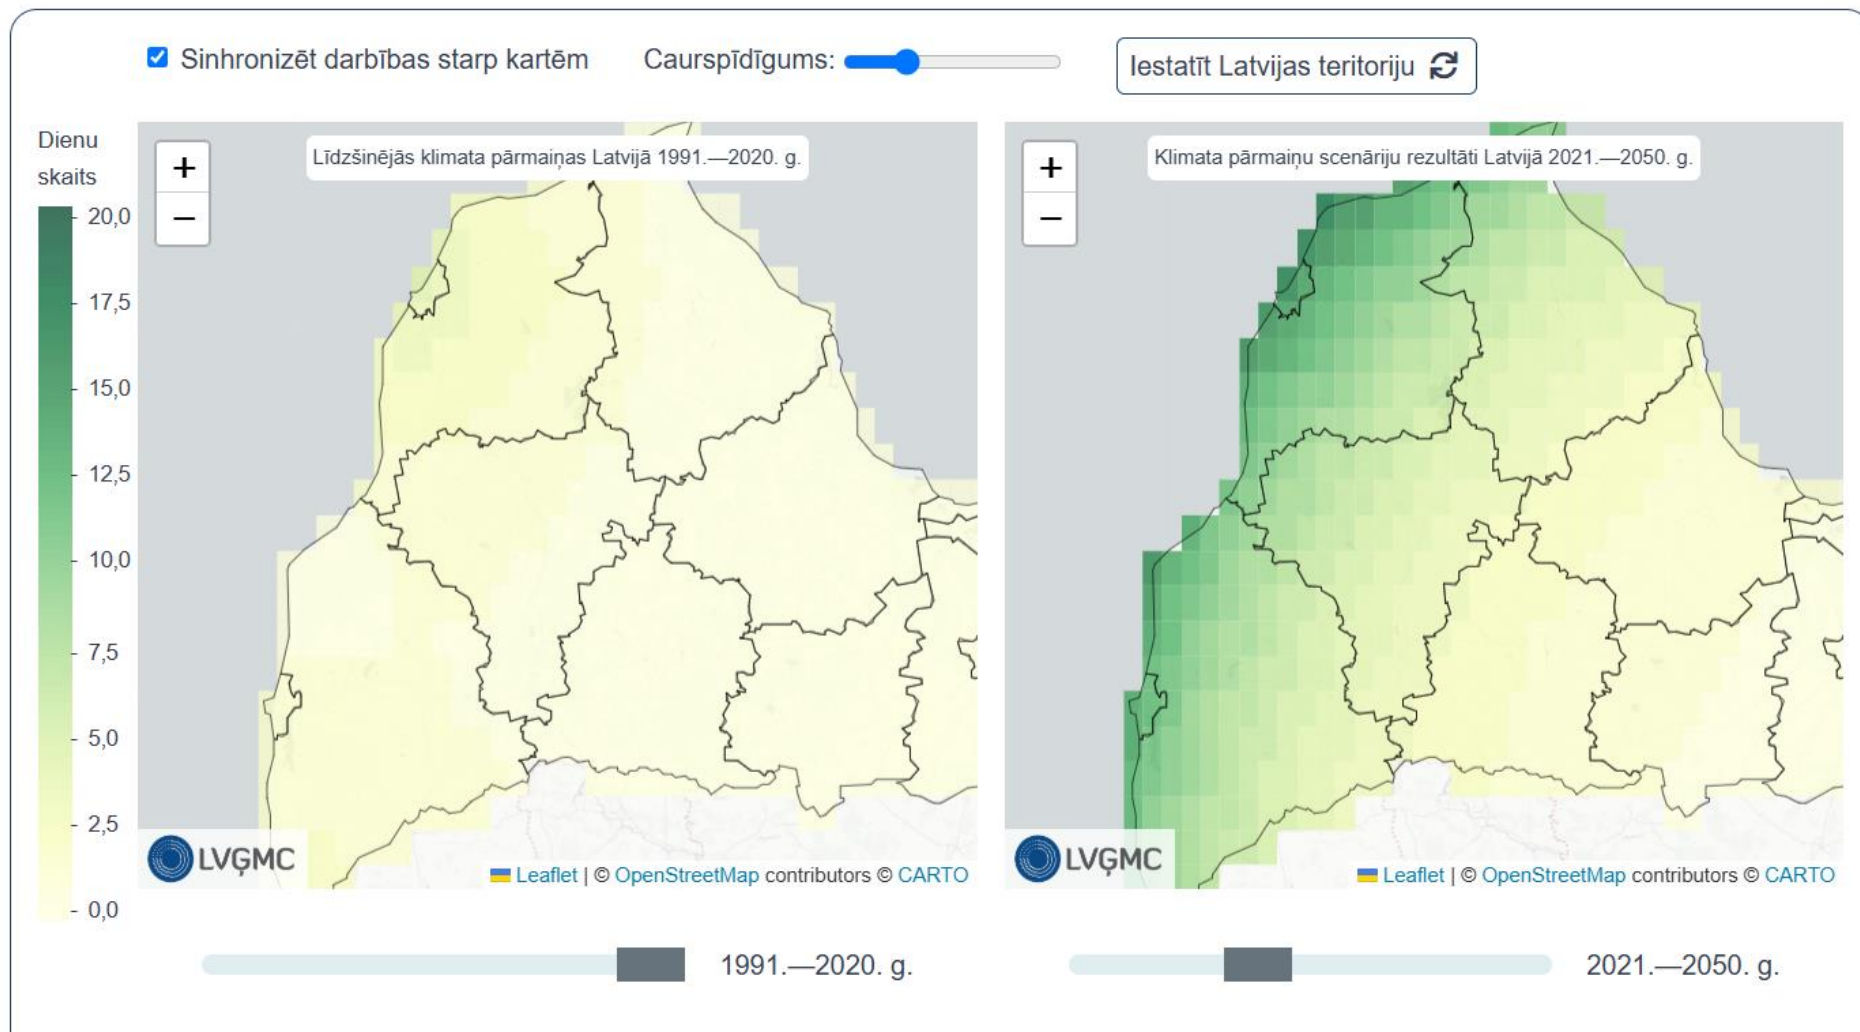 Sinhronizēt darbības starp kartēm
Caurspīdīgums:
Iestatīt Latvijas teritoriju
Dienu
skaits
20,0
17,5
15,0
12,5
10,0
7,5
5,0
2,5
0,0
+
−
Līdzšinējās klimata pārmaiņas Latvijā 1991.—2020. g.
LVĢMC
Leaflet | © OpenStreetMap contributors © CARTO
+
−
Klimata pārmaiņu scenāriju rezultāti Latvijā 2021.—2050. g.
LVĢMC
Leaflet | © OpenStreetMap contributors © CARTO
1991.—2020. g.
2021.—2050. g.